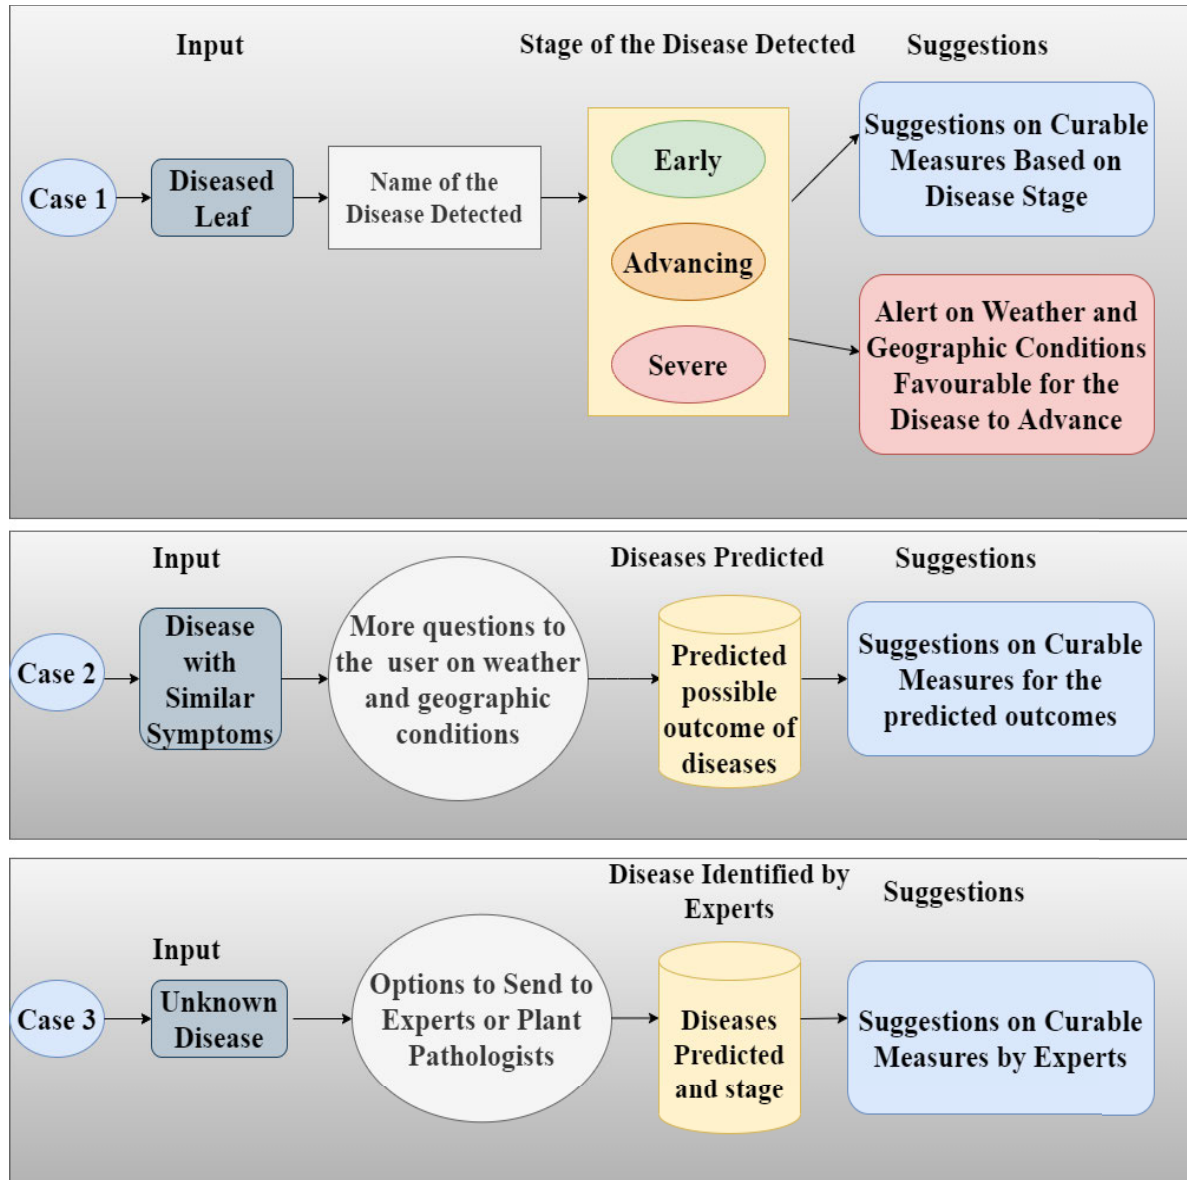 Input
Stage of the Disease Detected
Suggestions
Case 1
Diseased
Leaf
Name of the
Disease Detected
Early
Advancing
Severe
Suggestions on Curable
Measures Based on
Disease Stage
Alert on Weather and
Geographic Conditions
Favourable for the
Disease to Advance
Input
Diseases Predicted
Suggestions
Case 2
Disease
with
Similar
Symptoms
More questions to
the user on weather
and geographic
conditions
Predicted
possible
outcome of
diseases
Suggestions on Curable
Measures for the
predicted outcomes
Input
Disease Identified by
Experts
Suggestions
Case 3
Unknown
Disease
Options to Send to
Experts or Plant
Pathologists
Diseases
Predicted
and stage
Suggestions on Curable
Measures by Experts